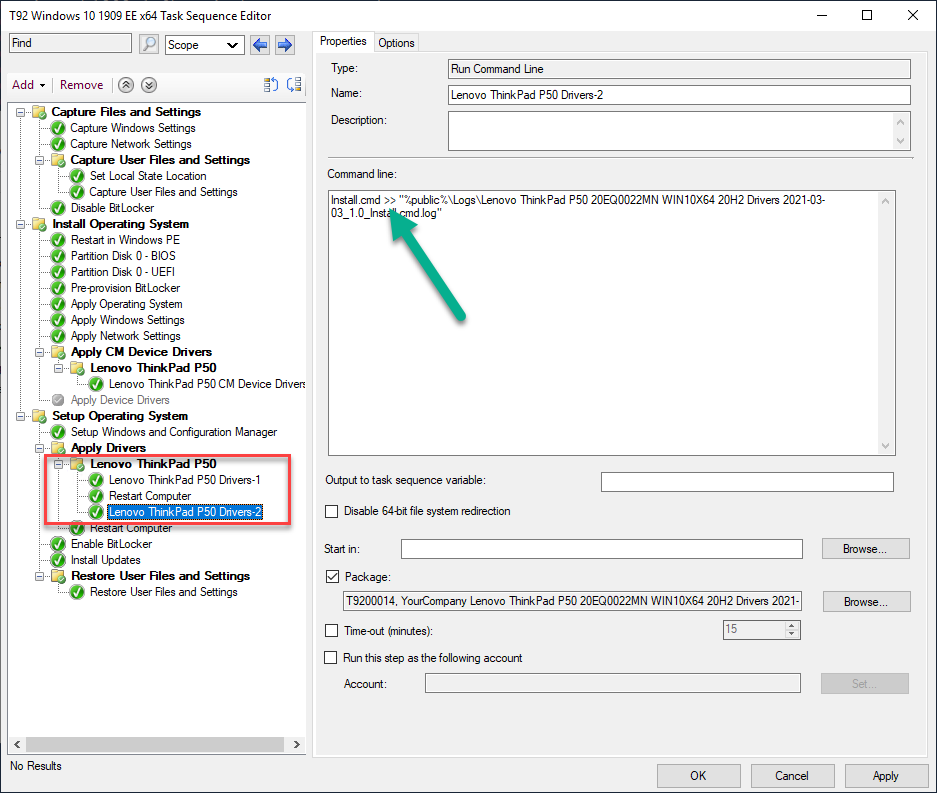 T92 Windows 10 1909 EE x64 Task Sequence Editor
Find
Scope
Add
Remove
Capture Files and Settings
Capture Windows Settings
Capture Network Settings
Capture User Files and Settings
Set Local State Location
Capture User Files and Settings
Disable BitLocker
Install Operating System
Restart in Windows PE
Partition Disk 0 - BIOS
Partition Disk 0 - UEFI
Pre-provision BitLocker
Apply Operating System
Apply Windows Settings
Apply Network Settings
Apply CM Device Drivers
Lenovo ThinkPad P50
Lenovo ThinkPad P50 CM Device Drivers
Apply Device Drivers
Setup Operating System
Setup Windows and Configuration Manager
Apply Drivers
Lenovo ThinkPad P50
Lenovo ThinkPad P50 Drivers-1
Restart Computer
Lenovo ThinkPad P50 Drivers-2
Restart Computer
Enable BitLocker
Install Updates
Restore User Files and Settings
Restore User Files and Settings
No Results
Properties
Options
Type:
Run Command Line
Name:
Lenovo ThinkPad P50 Drivers-2
Description:
Command line:
Install.cmd >> "%public%\Logs\Lenovo ThinkPad P50 20EQ0022MN WIN10X64 20H2 Drivers 2021-03-
03_1.0_Install.cmd.log"
Output to task sequence variable:
Disable 64-bit file system redirection
Start in:
Browse...
Package:
T9200014, YourCompany Lenovo ThinkPad P50 20EQ0022MN WIN10X64 20H2 Drivers 2021-
Browse...
Time-out (minutes):
15
Run this step as the following account
Account:
Set...
OK
Cancel
Apply